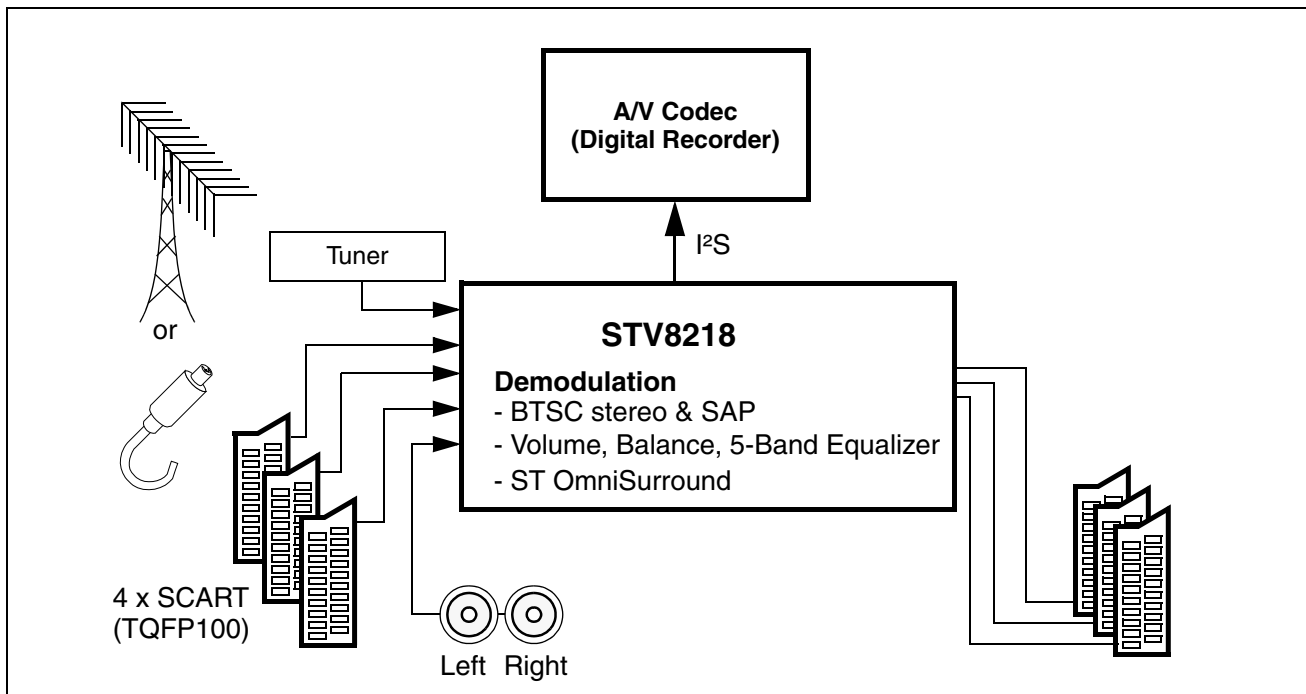 A/V Codec
(Digital Recorder)
I²S
Tuner
or
STV8218
Demodulation
- BTSC stereo & SAP
- Volume, Balance, 5-Band Equalizer
- ST OmniSurround
4 x SCART
(TQFP100)
Left Right